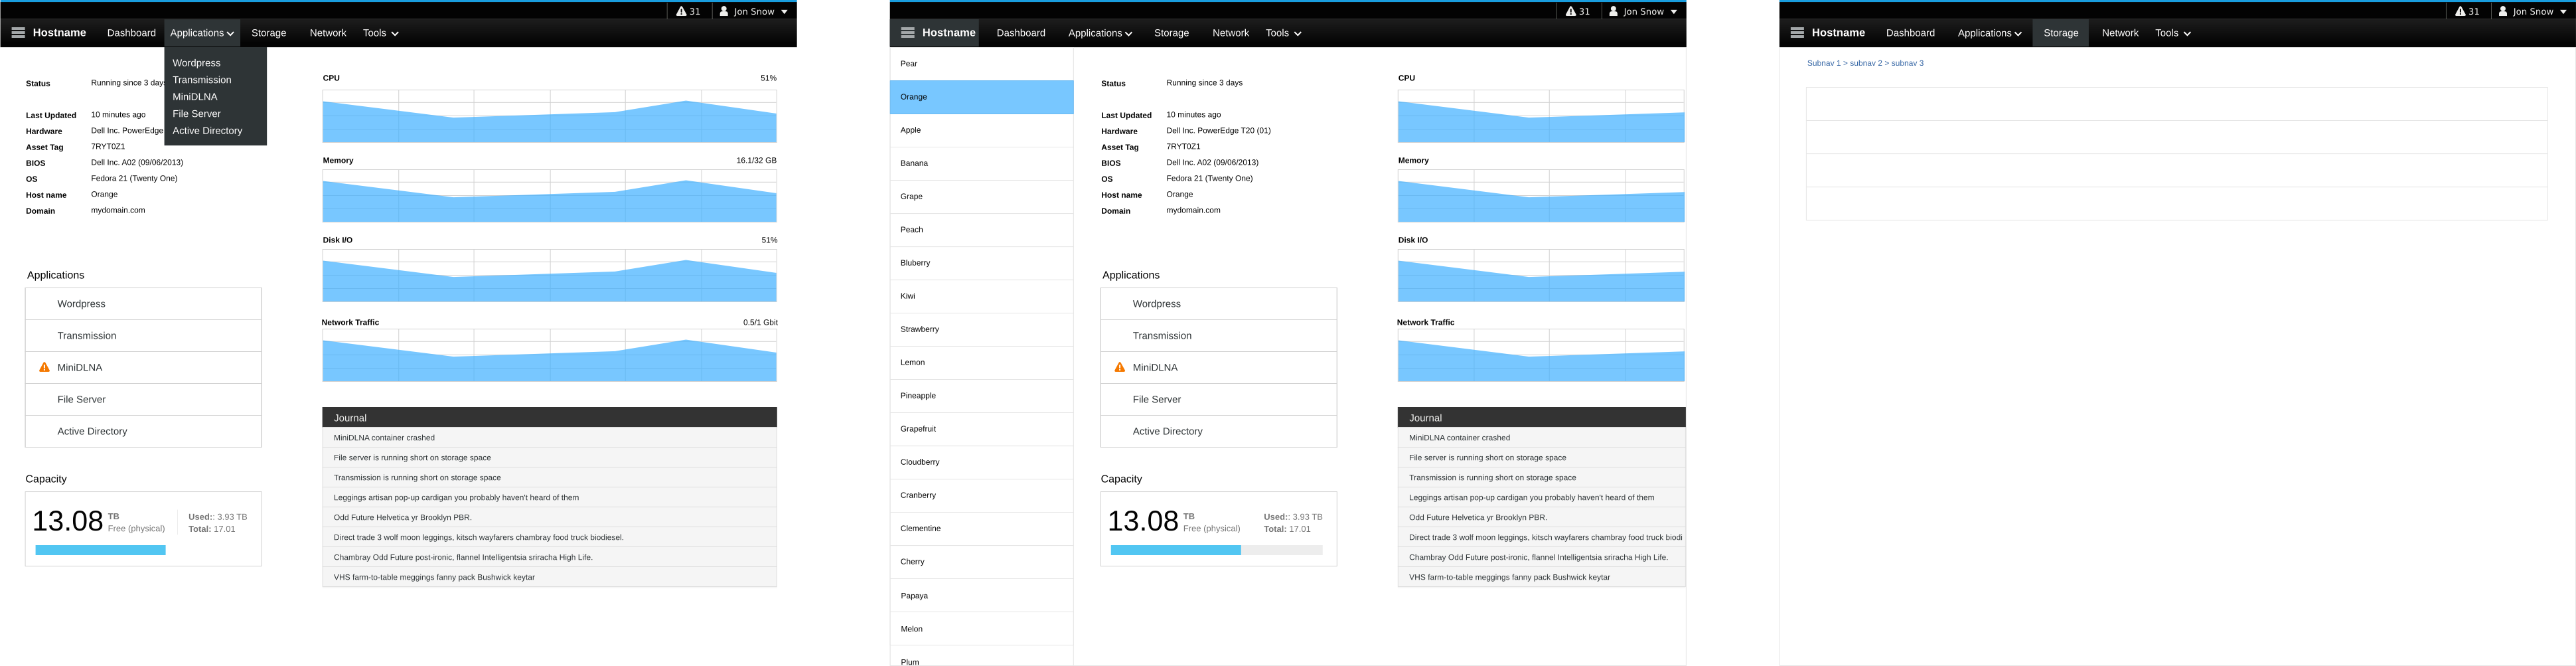 31 Jon Snow
Hostname Dashboard Applications Storage Network Tools
Wordpress
Transmission
MiniDLNA
File Server
Active Directory
Status Running since 3 days
Last Updated 10 minutes ago
Hardware Dell Inc. PowerEdge
Asset Tag 7RYT0Z1
BIOS Dell Inc. A02 (09/06/2013)
OS Fedora 21 (Twenty One)
Host name Orange
Domain mydomain.com
Applications
Wordpress
Transmission
MiniDLNA
File Server
Active Directory
Capacity
13.08 TB
Free (physical)
Used:: 3.93 TB
Total: 17.01
CPU 51%
Memory 16.1/32 GB
Disk I/O 51%
Network Traffic 0.5/1 Gbit
Journal
MiniDLNA container crashed
File server is running short on storage space
Transmission is running short on storage space
Leggings artisan pop-up cardigan you probably haven't heard of them
Odd Future Helvetica yr Brooklyn PBR.
Direct trade 3 wolf moon leggings, kitsch wayfarers chambray food truck biodiesel.
Chambray Odd Future post-ironic, flannel Intelligentsia sriracha High Life.
VHS farm-to-table meggings fanny pack Bushwick keytar
31 Jon Snow
Hostname Dashboard Applications Storage Network Tools
Pear
Orange
Apple
Banana
Grape
Peach
Bluberry
Kiwi
Strawberry
Lemon
Pineapple
Grapefruit
Cloudberry
Cranberry
Clementine
Cherry
Papaya
Melon
Plum
Status Running since 3 days
Last Updated 10 minutes ago
Hardware Dell Inc. PowerEdge T20 (01)
Asset Tag 7RYT0Z1
BIOS Dell Inc. A02 (09/06/2013)
OS Fedora 21 (Twenty One)
Host name Orange
Domain mydomain.com
Applications
Wordpress
Transmission
MiniDLNA
File Server
Active Directory
Capacity
13.08 TB
Free (physical)
Used:: 3.93 TB
Total: 17.01
CPU
Memory
Disk I/O
Network Traffic
Journal
MiniDLNA container crashed
File server is running short on storage space
Transmission is running short on storage space
Leggings artisan pop-up cardigan you probably haven't heard of them
Odd Future Helvetica yr Brooklyn PBR.
Direct trade 3 wolf moon leggings, kitsch wayfarers chambray food truck biodi
Chambray Odd Future post-ironic, flannel Intelligentsia sriracha High Life.
VHS farm-to-table meggings fanny pack Bushwick keytar
31 Jon Snow
Hostname Dashboard Applications Storage Network Tools
Subnav 1 > subnav 2 > subnav 3